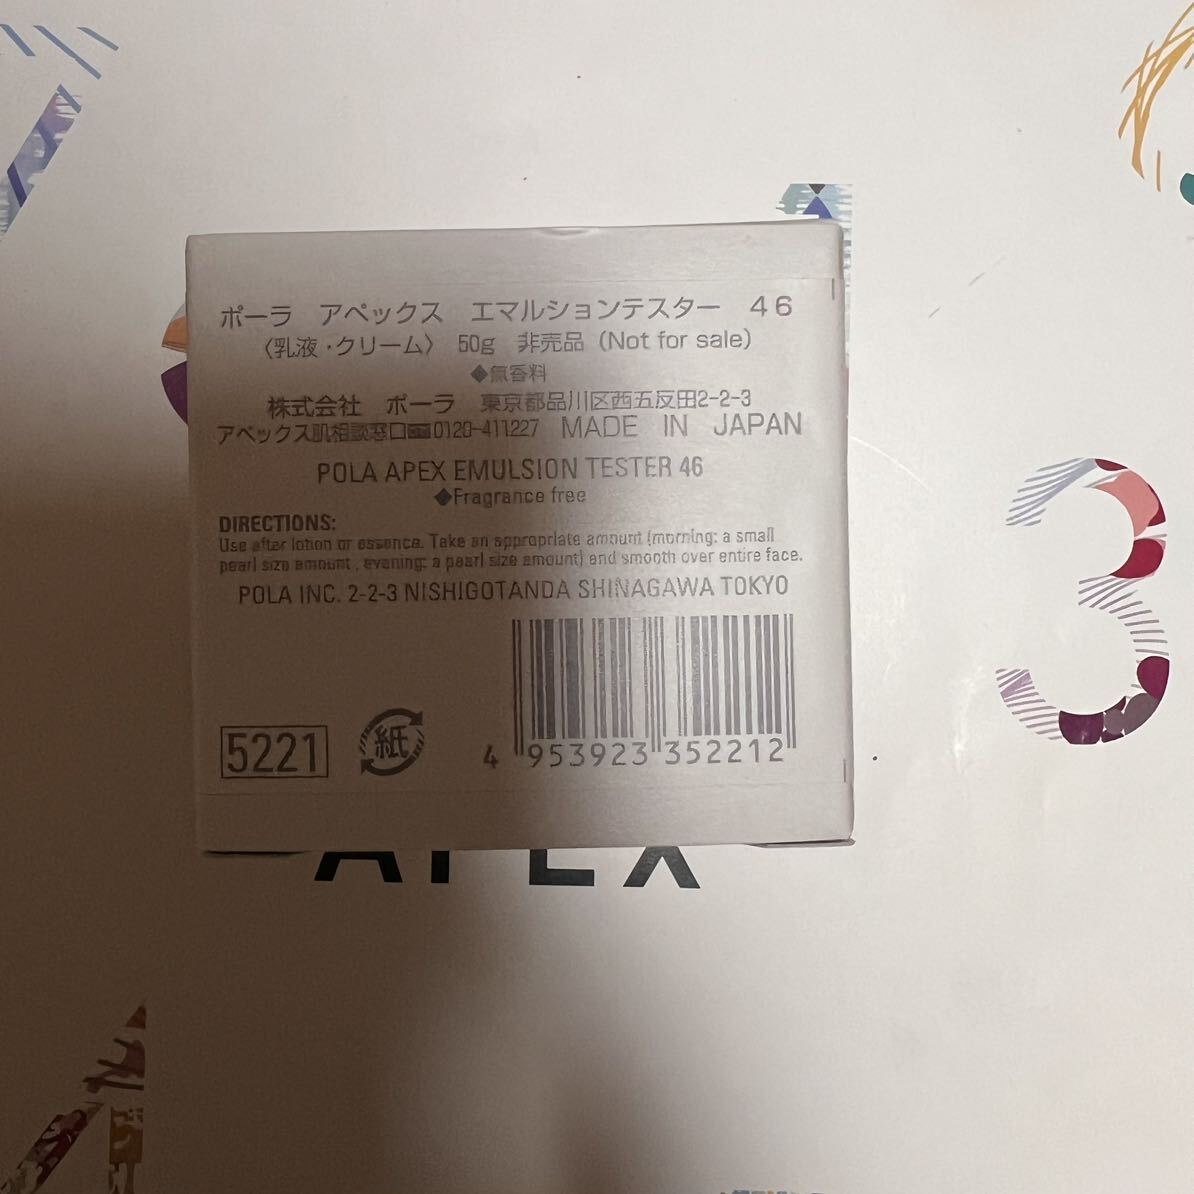 ポーラ アペックス エマルションテスター 46
〈乳液・クリーム〉 50g 非売品 (Not for sale)
◆無香料
株式会社 ポーラ 東京都品川区西五反田2-2-3
アペックス肌相談窓口 0120-411227 MADE IN JAPAN
POLA APEX EMULSION TESTER 46
◆Fragrance free
DIRECTIONS:
Use after lotion or essence. Take an appropriate amount (morning: a small
pearl size amount , evening: a pearl size amount) and smooth over entire face.
POLA INC. 2-2-3 NISHIGOTANDA SHINAGAWA TOKYO
5221
紙
4 953923 352212
3
APEX